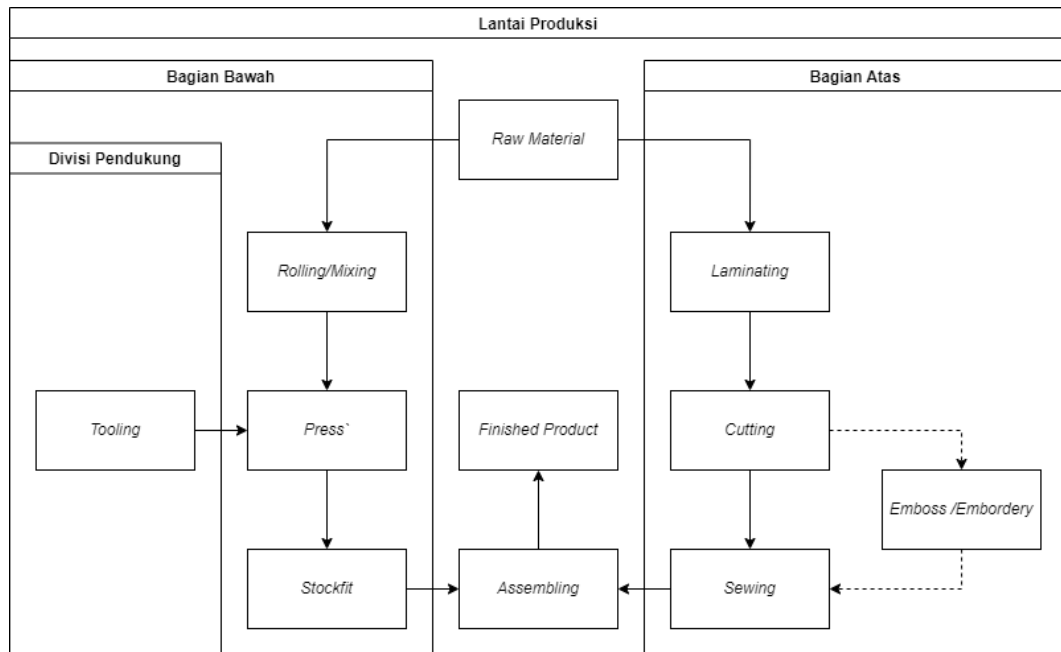 Lantai Produksi
Bagian Bawah
Bagian Atas
Raw Material
Divisi Pendukung
Rolling/Mixing
Laminating
Tooling
Press`
Finished Product
Cutting
Emboss /Embordery
Stockfit
Assembling
Sewing